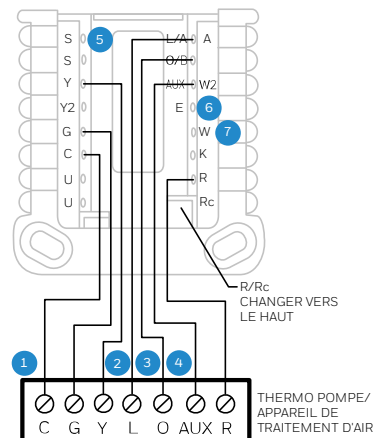 S 5 L/A A
S O/B
Y AUX W2
Y2 E 6
G W 7
C K
U R
U Rc
R/Rc
CHANGER VERS
LE HAUT
1 2 3 4
C G Y L O AUX R
THERMO POMPE/
APPAREIL DE
TRAITEMENT D'AIR